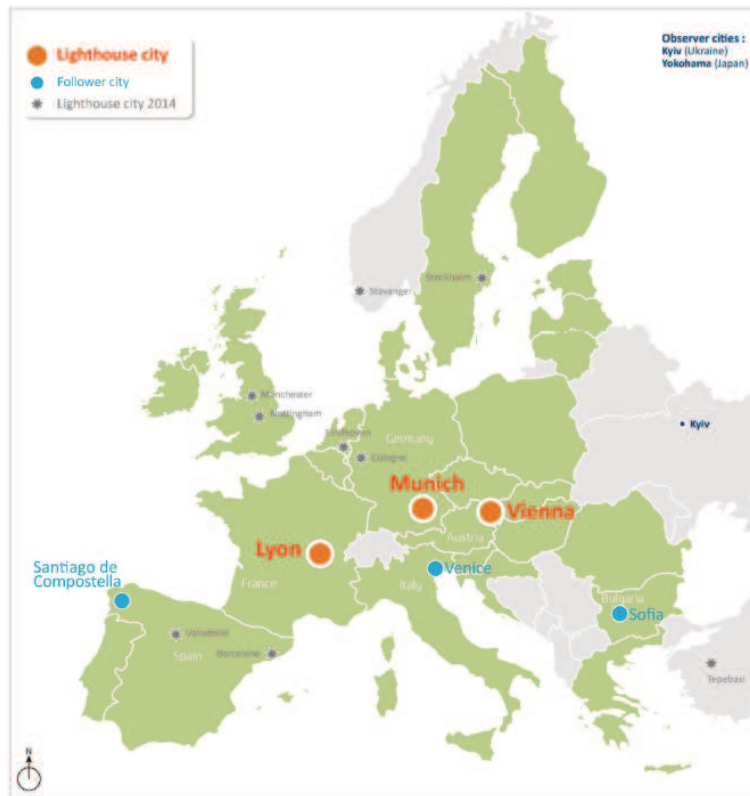 Lighthouse city
Follower city
Lighthouse city 2014
Observer cities :
Kyiv (Ukraine)
Yokohama (Japan)
Stockholm
Stavanger
Manchester
Nottingham
Eindhoven
Germany
Cologne
Kyiv
Munich
Vienna
Austria
Lyon
France
Santiago de
Compostella
Venice
Italy
Bulgaria
Sofia
Valladolid
Spain
Barcelone
Tepebasi
N